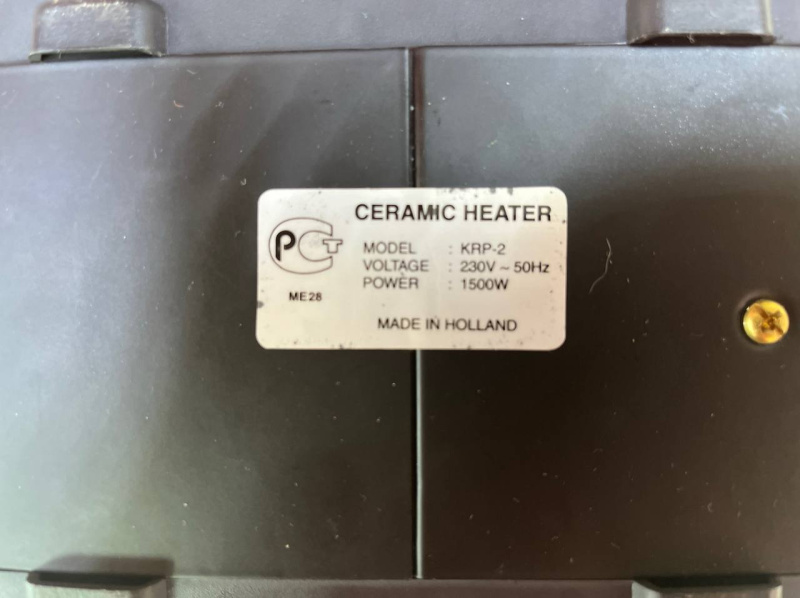 CERAMIC HEATER
PCT
MODEL : KRP-2
VOLTAGE : 230V ~ 50Hz
POWER : 1500W
ME28
MADE IN HOLLAND